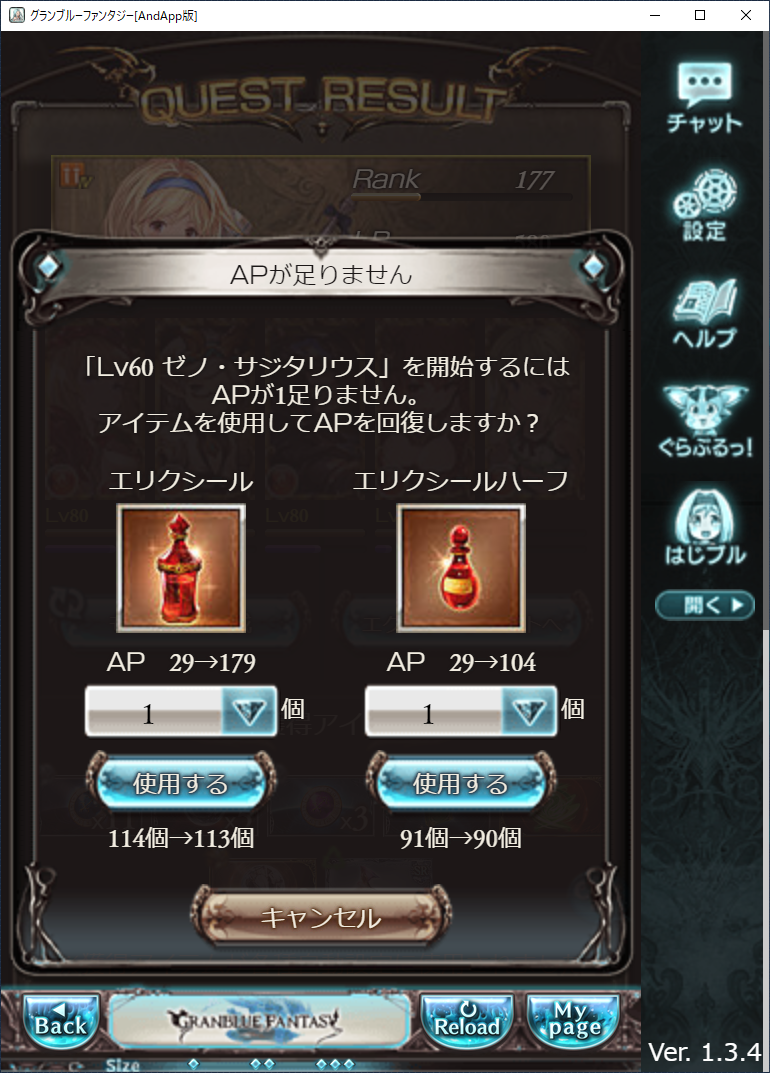 グランブルーファンタジー[AndApp版]
QUEST RESULT
Rank 177
APが足りません
「Lv60 ゼノ・サジタリウス」を開始するには
APが1足りません。
アイテムを使用してAPを回復しますか？
エリクシール
エリクシールハーフ
Lv80
Lv80
AP 29→179
AP 29→104
1 個
1 個
使用する
使用する
114個→113個
91個→90個
キャンセル
Back
GRANBLUE FANTASY
Reload
My page
Size
チャット
設定
ヘルプ
ぐらぶるっ!
はじブル
開く
Ver. 1.3.4